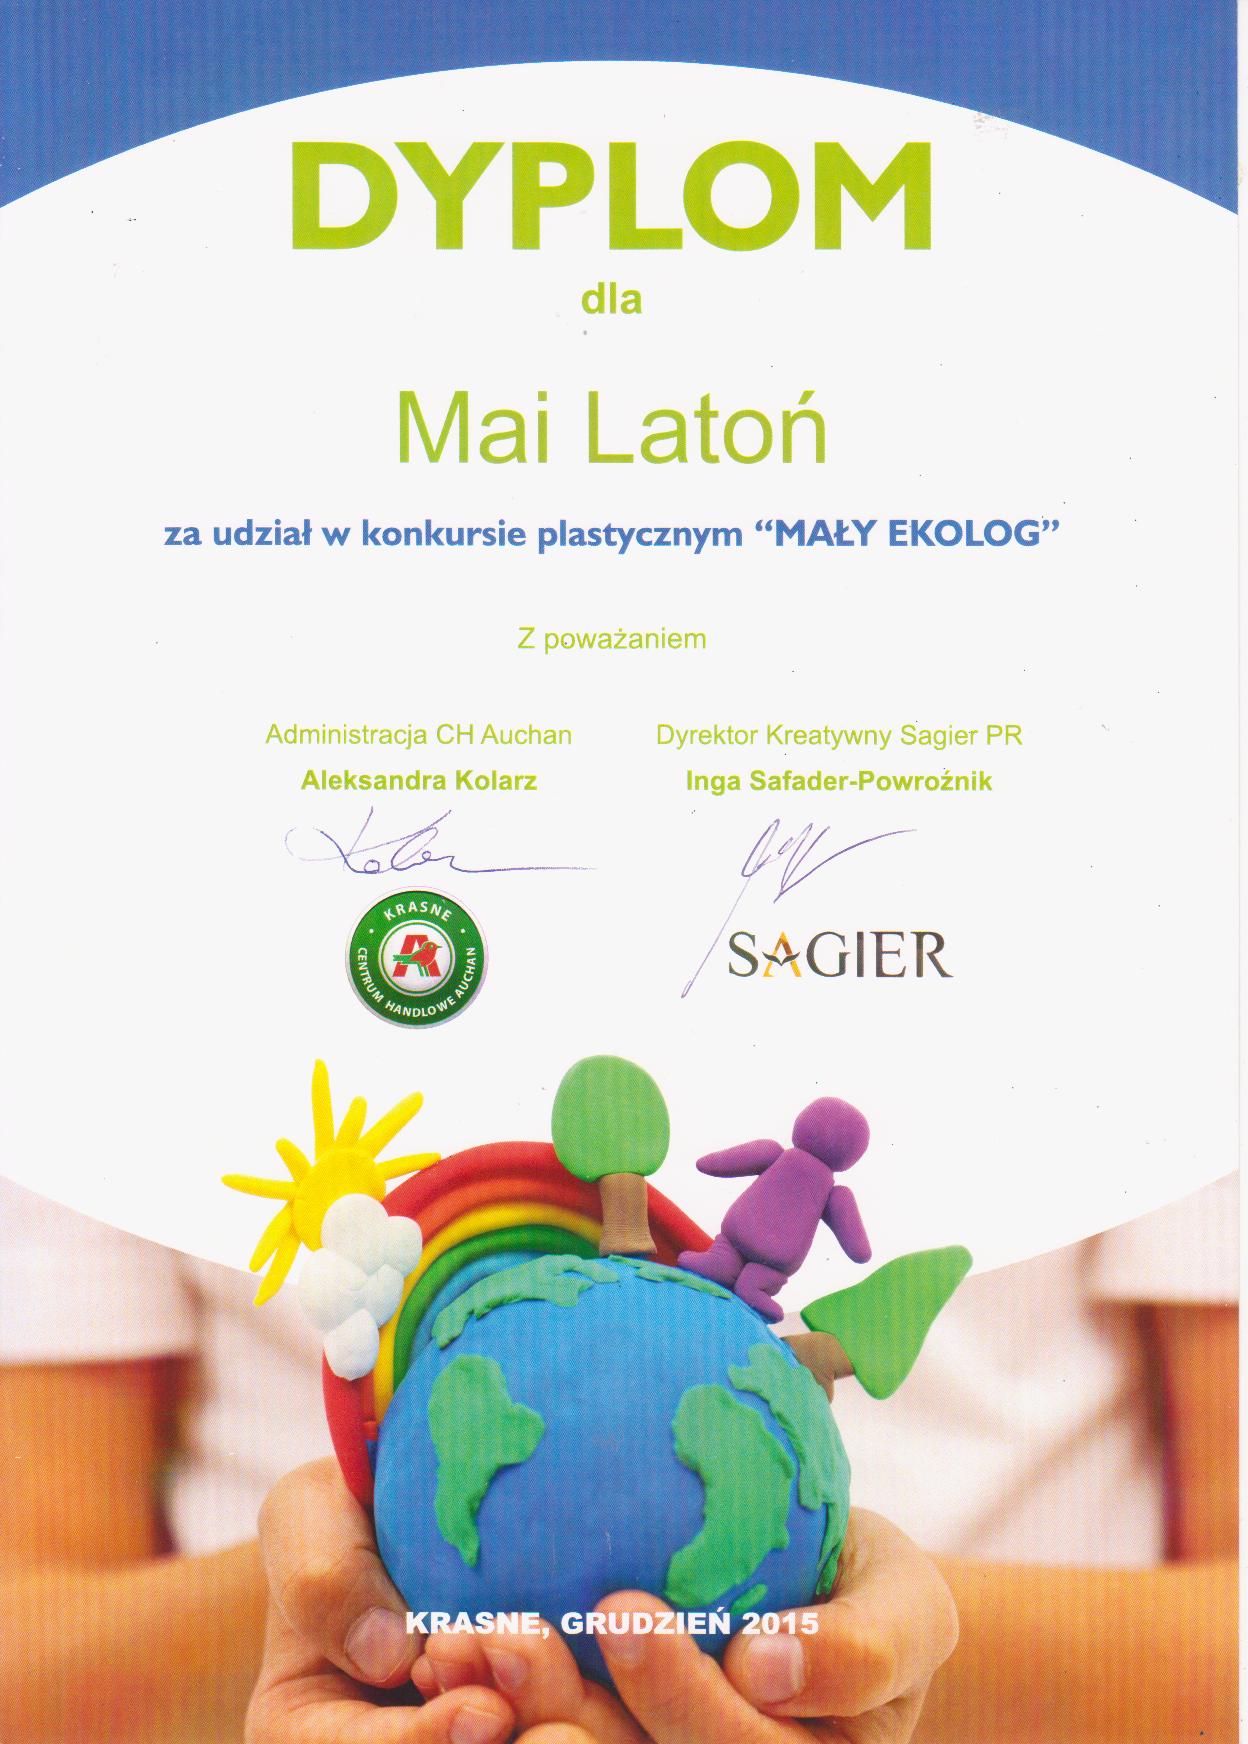 DYPLOM
dla
Mai Latoń
za udział w konkursie plastycznym “MAŁY EKOLOG”
Z poważaniem
Administracja CH Auchan
Aleksandra Kolarz
Dyrektor Kreatywny Sagier PR
Inga Safader-Powroźnik
KRASNE
CENTRUM HANDLOWE AUCHAN
SAGIER
KRASNE, GRUDZIEŃ 2015